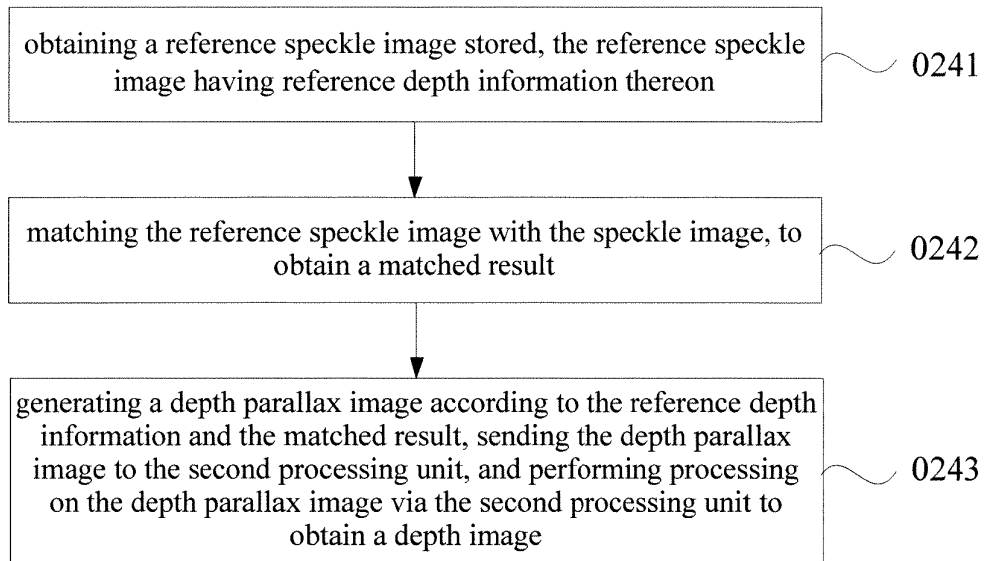 obtaining a reference speckle image stored, the reference speckle
image having reference depth information thereon
0241
matching the reference speckle image with the speckle image, to
obtain a matched result
0242
generating a depth parallax image according to the reference depth
information and the matched result, sending the depth parallax
image to the second processing unit, and performing processing
on the depth parallax image via the second processing unit to
obtain a depth image
0243